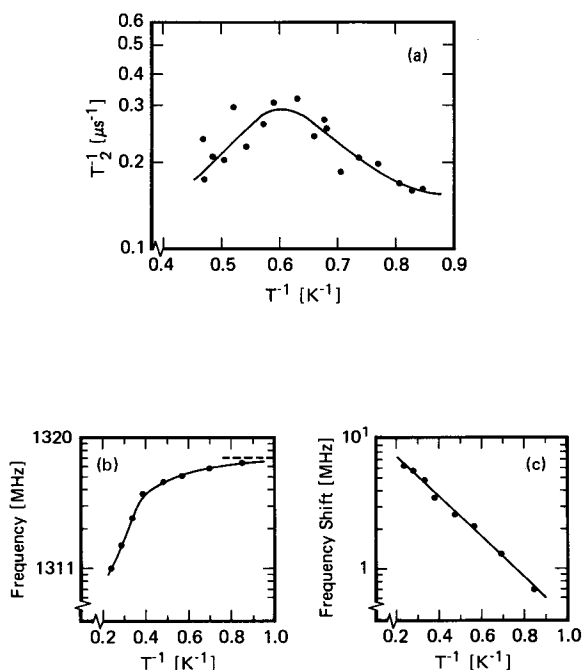 (a)
T₂⁻¹ [μs⁻¹]
0.6
0.5
0.4
0.3
0.2
0.1
0.4 0.5 0.6 0.7 0.8 0.9
T⁻¹ [K⁻¹]
(b)
Frequency [MHz]
1320
1311
0.2 0.4 0.6 0.8 1.0
T⁻¹ [K⁻¹]
(c)
Frequency Shift [MHz]
10¹
1
0.2 0.4 0.6 0.8 1.0
T⁻¹ [K⁻¹]